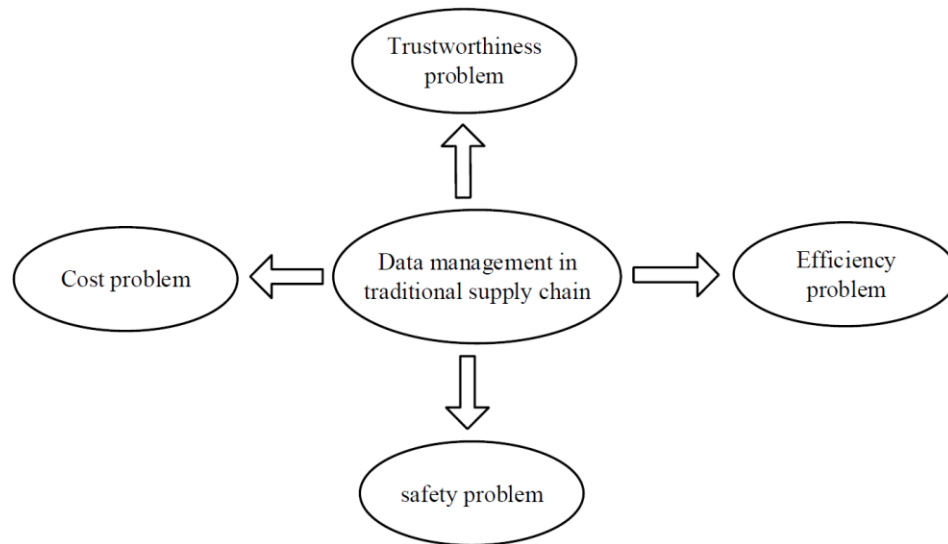 Trustworthiness
problem
Cost problem
Data management in
traditional supply chain
Efficiency
problem
safety problem